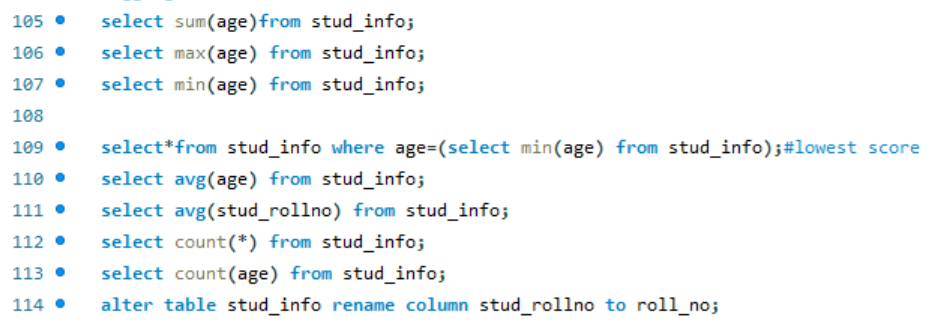 105 select sum(age)from stud_info;
106 select max(age) from stud_info;
107 select min(age) from stud_info;
108
109 select*from stud_info where age=(select min(age) from stud_info);#lowest score
110 select avg(age) from stud_info;
111 select avg(stud_rollno) from stud_info;
112 select count(*) from stud_info;
113 select count(age) from stud_info;
114 alter table stud_info rename column stud_rollno to roll_no;